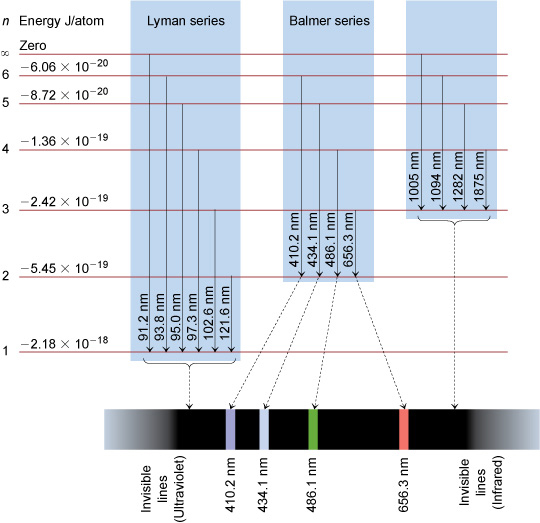 n Energy J/atom Lyman series Balmer series
∞ Zero
6 −6.06 × 10⁻²⁰
5 −8.72 × 10⁻²⁰
4 −1.36 × 10⁻¹⁹
3 −2.42 × 10⁻¹⁹
2 −5.45 × 10⁻¹⁹
1 −2.18 × 10⁻¹⁸
91.2 nm
93.8 nm
95.0 nm
97.3 nm
102.6 nm
121.6 nm
410.2 nm
434.1 nm
486.1 nm
656.3 nm
1005 nm
1094 nm
1282 nm
1875 nm
Invisible
lines
(Ultraviolet)
410.2 nm
434.1 nm
486.1 nm
656.3 nm
Invisible
lines
(Infrared)